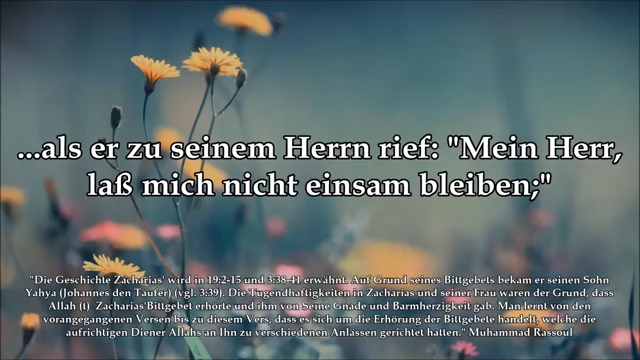 ...als er zu seinem Herrn rief: "Mein Herr,
laß mich nicht einsam bleiben;"
"Die Geschichte Zacharias' wird in 19:2-15 und 3:38-41 erwähnt. Auf Grund seines Bittgebets bekam er seinen Sohn
Yahya (Johannes den Täufer) (vgl. 3:39). Die Tugendhaftigkeiten in Zacharias und seiner Frau waren der Grund, dass
Allah (t) Zacharias'Bittgebet erhörte und ihm von Seine Gnade und Barmherzigkeit gab. Man lernt von den
vorangegangenen Versen bis zu diesem Vers, dass es sich um die Erhörung der Bittgebete handelt, welche die
aufrichtigen Diener Allahs an Ihn zu verschiedenen Anlässen gerichtet hatten." Muhammad Rassoul